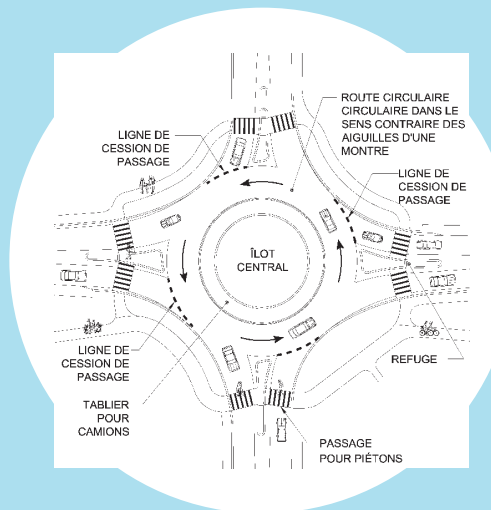 ROUTE CIRCULAIRE
CIRCULAIRE DANS LE
SENS CONTRAIRE DES
AIGUILLES D'UNE
MONTRE
LIGNE DE
CESSION DE
PASSAGE
LIGNE DE
CESSION DE
PASSAGE
ÎLOT
CENTRAL
LIGNE DE
CESSION DE
PASSAGE
REFUGE
TABLIER
POUR
CAMIONS
PASSAGE
POUR PIÉTONS